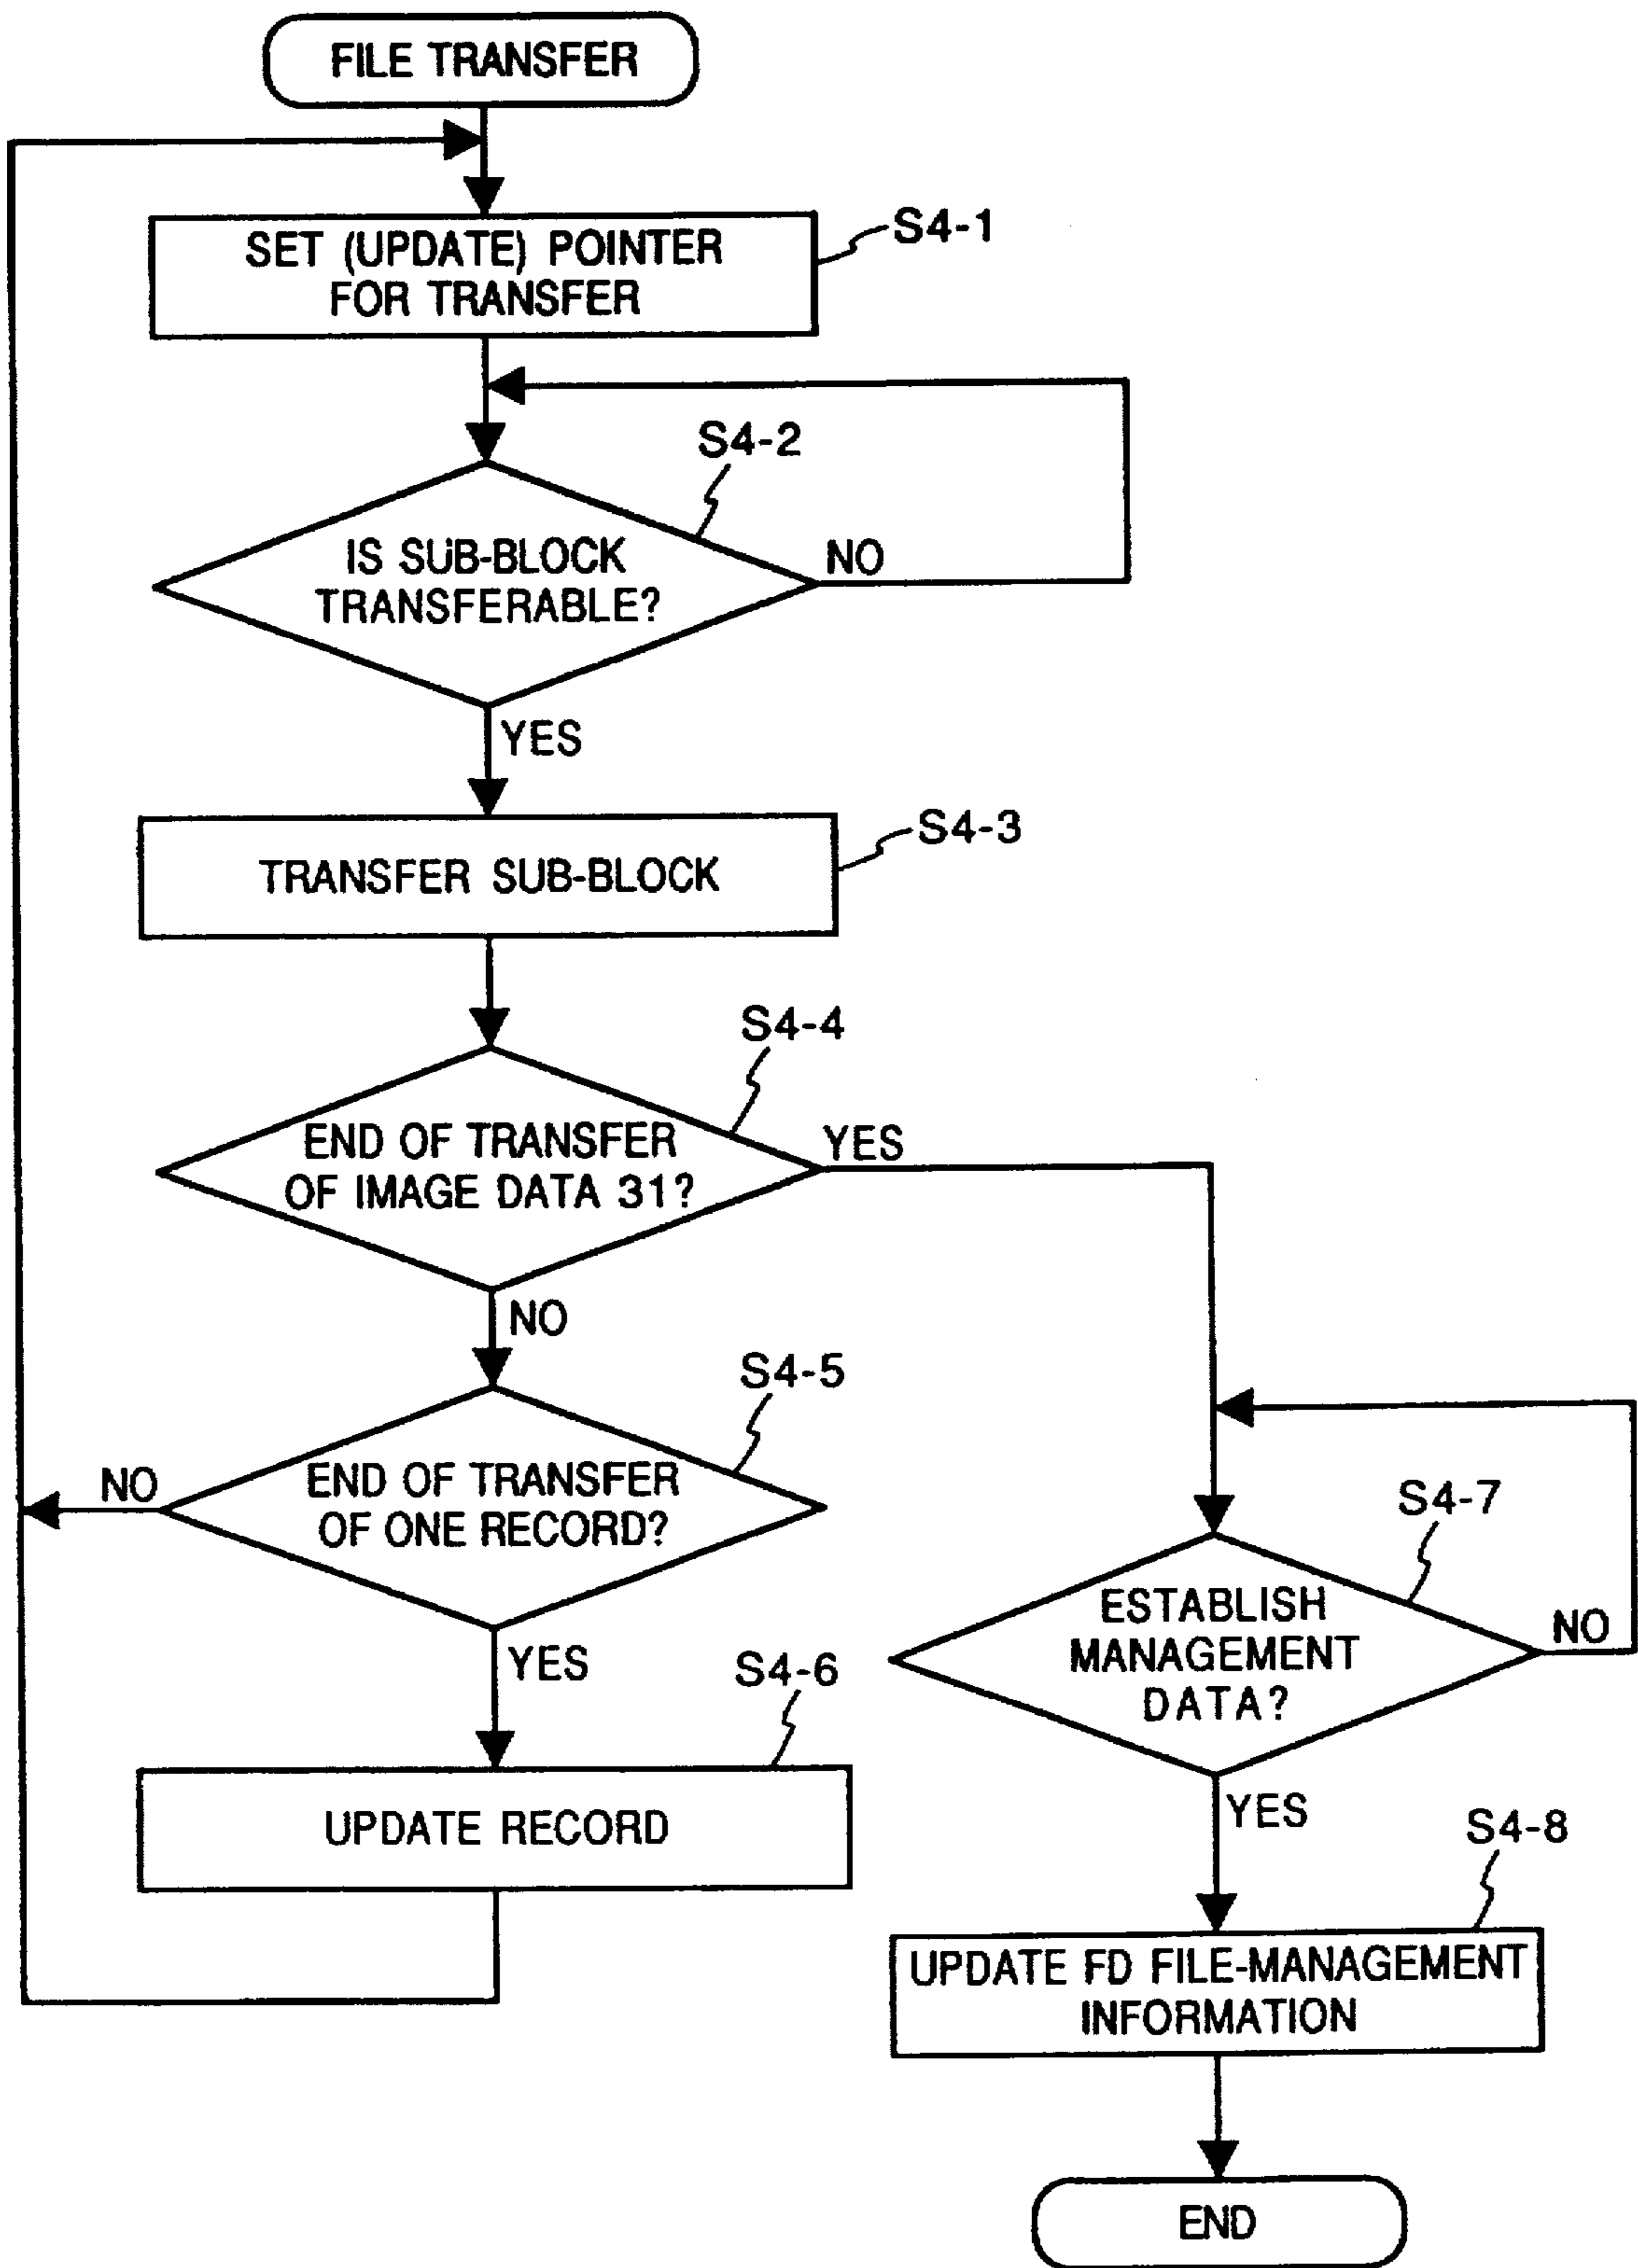 FILE TRANSFER
S4-1
SET (UPDATE) POINTER
FOR TRANSFER
S4-2
IS SUB-BLOCK
TRANSFERABLE?
NO
YES
S4-3
TRANSFER SUB-BLOCK
S4-4
END OF TRANSFER
OF IMAGE DATA 31?
YES
NO
S4-5
END OF TRANSFER
OF ONE RECORD?
NO
YES
S4-6
UPDATE RECORD
S4-7
ESTABLISH
MANAGEMENT
DATA?
NO
YES
S4-8
UPDATE FD FILE-MANAGEMENT
INFORMATION
END